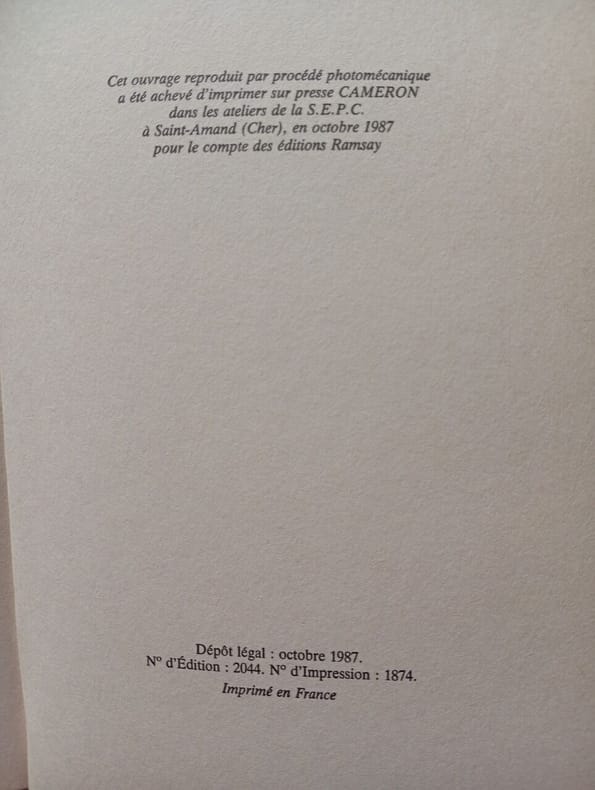 Cet ouvrage reproduit par procédé photomécanique
a été achevé d'imprimer sur presse CAMERON
dans les ateliers de la S.E.P.C.
à Saint-Amand (Cher), en octobre 1987
pour le compte des éditions Ramsay
Dépôt légal : octobre 1987.
Nº d'Édition : 2044. Nº d'Impression : 1874.
Imprimé en France